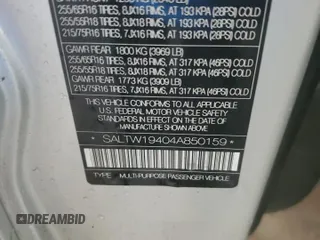 255/65R16 TIRES, 8JX16 RIMS, AT 193 KPA (28PSI) COLD
255/55R18 TIRES, 8JX18 RIMS, AT 193 KPA (28PSI) COLD
215/75R16 TIRES, 7JX16 RIMS, AT 193 KPA (28PSI) COLD
GAWR REAR 1800 KG (3969 LB)
255/65R16 TIRES, 8JX16 RIMS, AT 317 KPA (46PSI) COLD
255/55R18 TIRES, 8JX18 RIMS, AT 317 KPA (46PSI) COLD
GAWR REAR 1773 KG (3909 LB)
215/75R16 TIRES, 7JX16 RIMS, AT 317 KPA (46PSI) COLD
THIS VEHICLE CONFORMS TO ALL APPLICABLE
U.S. FEDERAL MOTOR VEHICLE SAFETY
STANDARDS IN EFFECT ON THE DATE OF
MANUFACTURE SHOWN ABOVE.
*SALTW19404A850159*
TYPE: MULTI-PURPOSE PASSENGER VEHICLE
© DREAMBID
dreambid.com